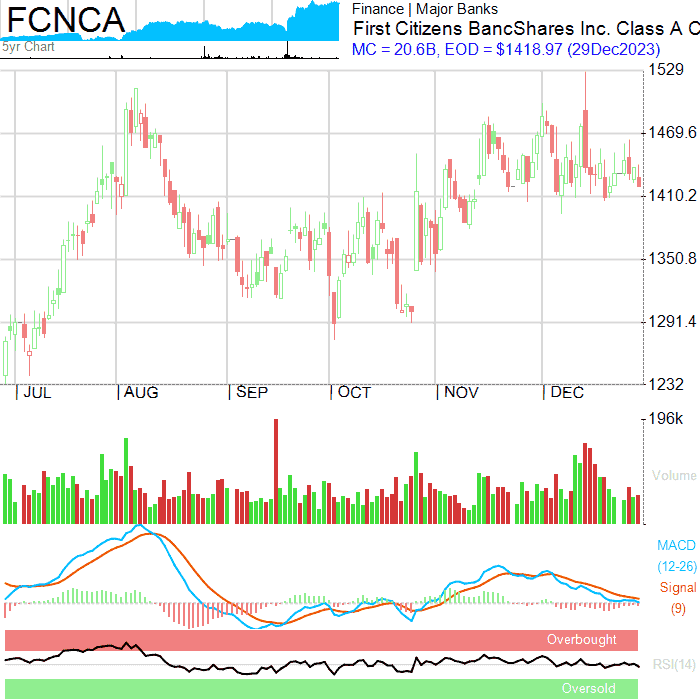 FCNCA
5yr Chart
Finance | Major Banks
First Citizens BancShares Inc. Class A C
MC = 20.6B, EOD = $1418.97 (29Dec2023)
1529
1469.6
1410.2
1350.8
1291.4
1232
JUL
AUG
SEP
OCT
NOV
DEC
196k
Volume
MACD
(12-26)
Signal
(9)
Overbought
RSI(14)
Oversold